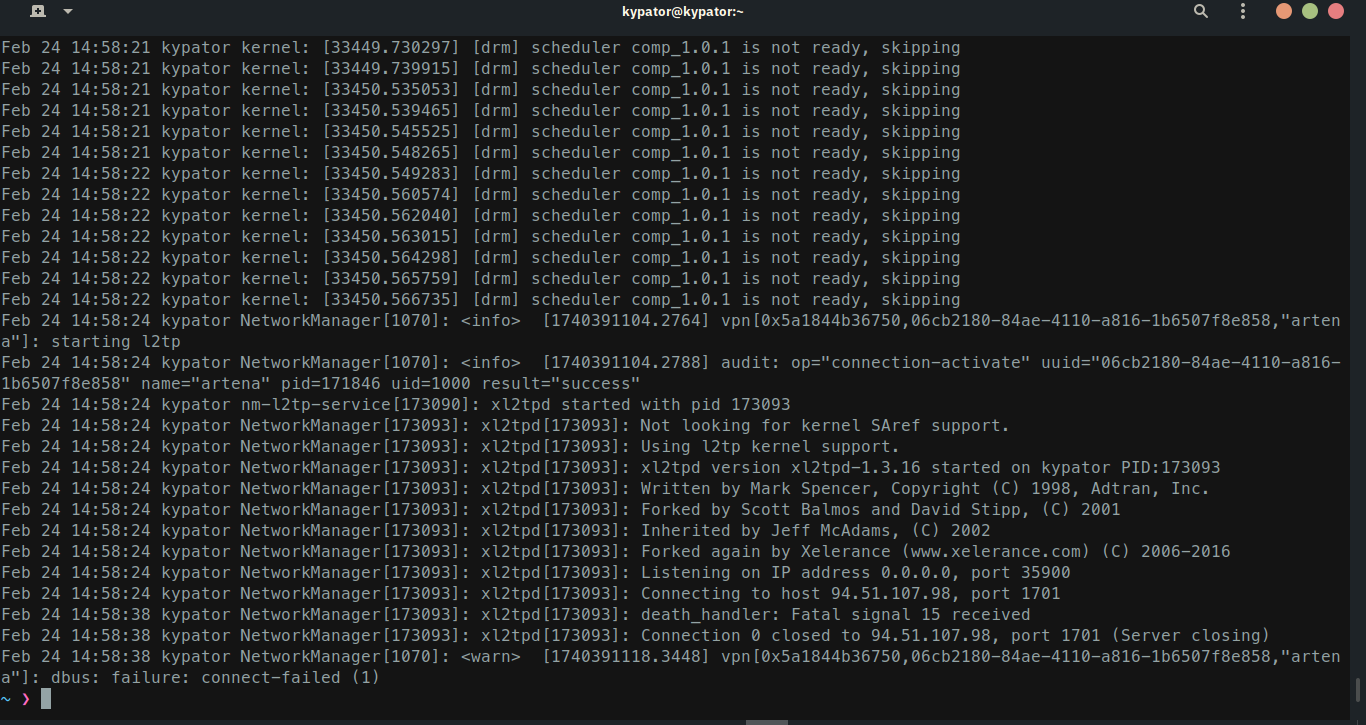 kypator@kypator:~
Feb 24 14:58:21 kypator kernel: [33449.730297] [drm] scheduler comp_1.0.1 is not ready, skipping
Feb 24 14:58:21 kypator kernel: [33449.739915] [drm] scheduler comp_1.0.1 is not ready, skipping
Feb 24 14:58:21 kypator kernel: [33450.535053] [drm] scheduler comp_1.0.1 is not ready, skipping
Feb 24 14:58:21 kypator kernel: [33450.539465] [drm] scheduler comp_1.0.1 is not ready, skipping
Feb 24 14:58:21 kypator kernel: [33450.545525] [drm] scheduler comp_1.0.1 is not ready, skipping
Feb 24 14:58:21 kypator kernel: [33450.548265] [drm] scheduler comp_1.0.1 is not ready, skipping
Feb 24 14:58:22 kypator kernel: [33450.549283] [drm] scheduler comp_1.0.1 is not ready, skipping
Feb 24 14:58:22 kypator kernel: [33450.560574] [drm] scheduler comp_1.0.1 is not ready, skipping
Feb 24 14:58:22 kypator kernel: [33450.562040] [drm] scheduler comp_1.0.1 is not ready, skipping
Feb 24 14:58:22 kypator kernel: [33450.563015] [drm] scheduler comp_1.0.1 is not ready, skipping
Feb 24 14:58:22 kypator kernel: [33450.564298] [drm] scheduler comp_1.0.1 is not ready, skipping
Feb 24 14:58:22 kypator kernel: [33450.565759] [drm] scheduler comp_1.0.1 is not ready, skipping
Feb 24 14:58:22 kypator kernel: [33450.566735] [drm] scheduler comp_1.0.1 is not ready, skipping
Feb 24 14:58:24 kypator NetworkManager[1070]: <info>  [1740391104.2764] vpn[0x5a1844b36750,06cb2180-84ae-4110-a816-1b6507f8e858,"arten
a"]: starting l2tp
Feb 24 14:58:24 kypator NetworkManager[1070]: <info>  [1740391104.2788] audit: op="connection-activate" uuid="06cb2180-84ae-4110-a816-
1b6507f8e858" name="artena" pid=171846 uid=1000 result="success"
Feb 24 14:58:24 kypator nm-l2tp-service[173090]: xl2tpd started with pid 173093
Feb 24 14:58:24 kypator NetworkManager[173093]: xl2tpd[173093]: Not looking for kernel SAref support.
Feb 24 14:58:24 kypator NetworkManager[173093]: xl2tpd[173093]: Using l2tp kernel support.
Feb 24 14:58:24 kypator NetworkManager[173093]: xl2tpd[173093]: xl2tpd version xl2tpd-1.3.16 started on kypator PID:173093
Feb 24 14:58:24 kypator NetworkManager[173093]: xl2tpd[173093]: Written by Mark Spencer, Copyright (C) 1998, Adtran, Inc.
Feb 24 14:58:24 kypator NetworkManager[173093]: xl2tpd[173093]: Forked by Scott Balmos and David Stipp, (C) 2001
Feb 24 14:58:24 kypator NetworkManager[173093]: xl2tpd[173093]: Inherited by Jeff McAdams, (C) 2002
Feb 24 14:58:24 kypator NetworkManager[173093]: xl2tpd[173093]: Forked again by Xelerance (www.xelerance.com) (C) 2006-2016
Feb 24 14:58:24 kypator NetworkManager[173093]: xl2tpd[173093]: Listening on IP address 0.0.0.0, port 35900
Feb 24 14:58:24 kypator NetworkManager[173093]: xl2tpd[173093]: Connecting to host 94.51.107.98, port 1701
Feb 24 14:58:38 kypator NetworkManager[173093]: xl2tpd[173093]: death_handler: Fatal signal 15 received
Feb 24 14:58:38 kypator NetworkManager[173093]: xl2tpd[173093]: Connection 0 closed to 94.51.107.98, port 1701 (Server closing)
Feb 24 14:58:38 kypator NetworkManager[1070]: <warn>  [1740391118.3448] vpn[0x5a1844b36750,06cb2180-84ae-4110-a816-1b6507f8e858,"arten
a"]: dbus: failure: connect-failed (1)
~ ❯